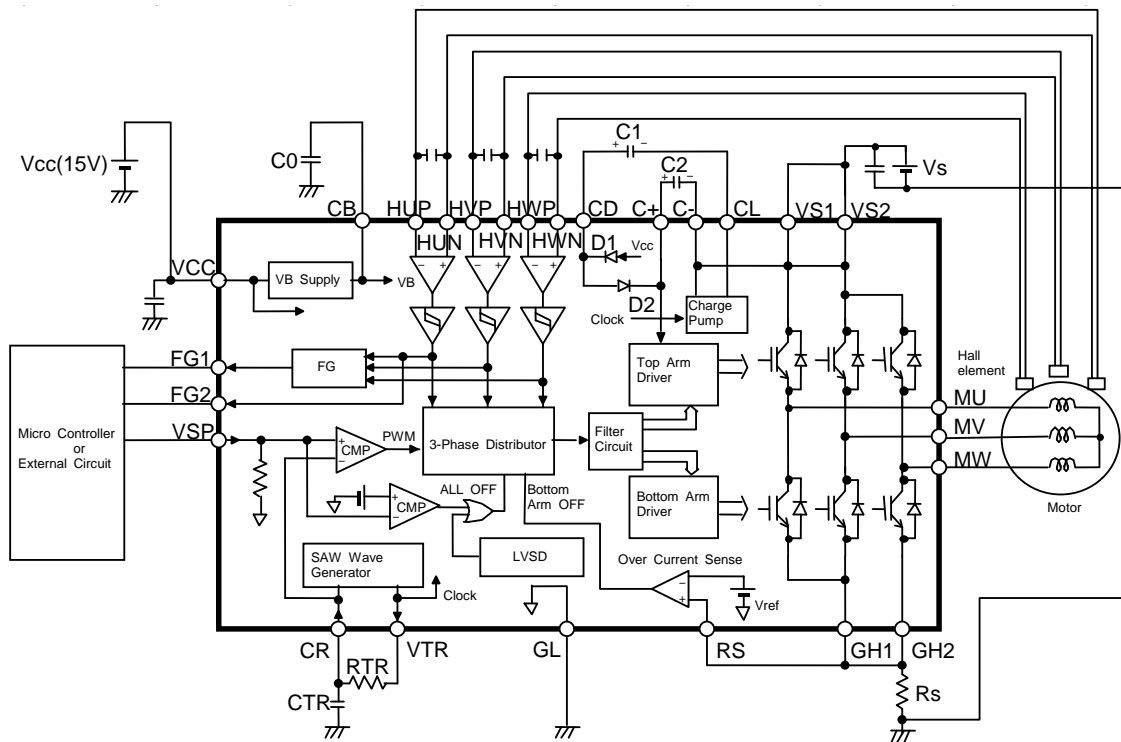 C1
+ −
C2
+ −
Vcc(15V)
C0
Vs
CB
HUP
HVP
HWP
CD
C+
C-
CL
VS1
VS2
HUN
HVN
HWN
D1
Vcc
VCC
VB Supply
VB
D2
Charge
Pump
Clock
− +
− +
− +
FG1
FG
Top Arm
Driver
Hall
element
FG2
MU
Micro Controller
or
External Circuit
VSP
+
−
CMP
PWM
3-Phase Distributor
Filter
Circuit
MV
MW
ALL OFF
Bottom
Arm OFF
Bottom Arm
Driver
+
−
CMP
Motor
SAW Wave
Generator
LVSD
Over Current Sense
Clock
−
+
Vref
CR
VTR
GL
RS
GH1
GH2
RTR
CTR
Rs